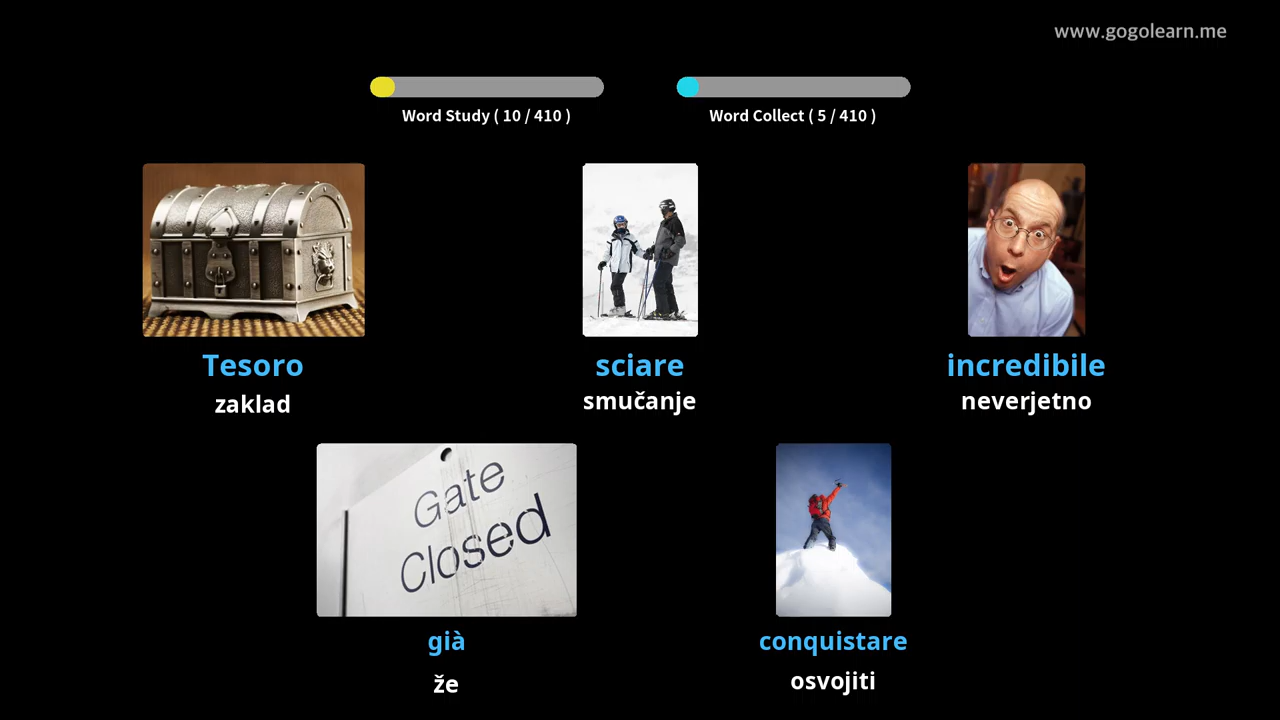 www.gogolearn.me
Word Study ( 10 / 410 )
Word Collect ( 5 / 410 )
Tesoro
zaklad
sciare
smučanje
incredibile
neverjetno
Gate
Closed
già
že
conquistare
osvojiti